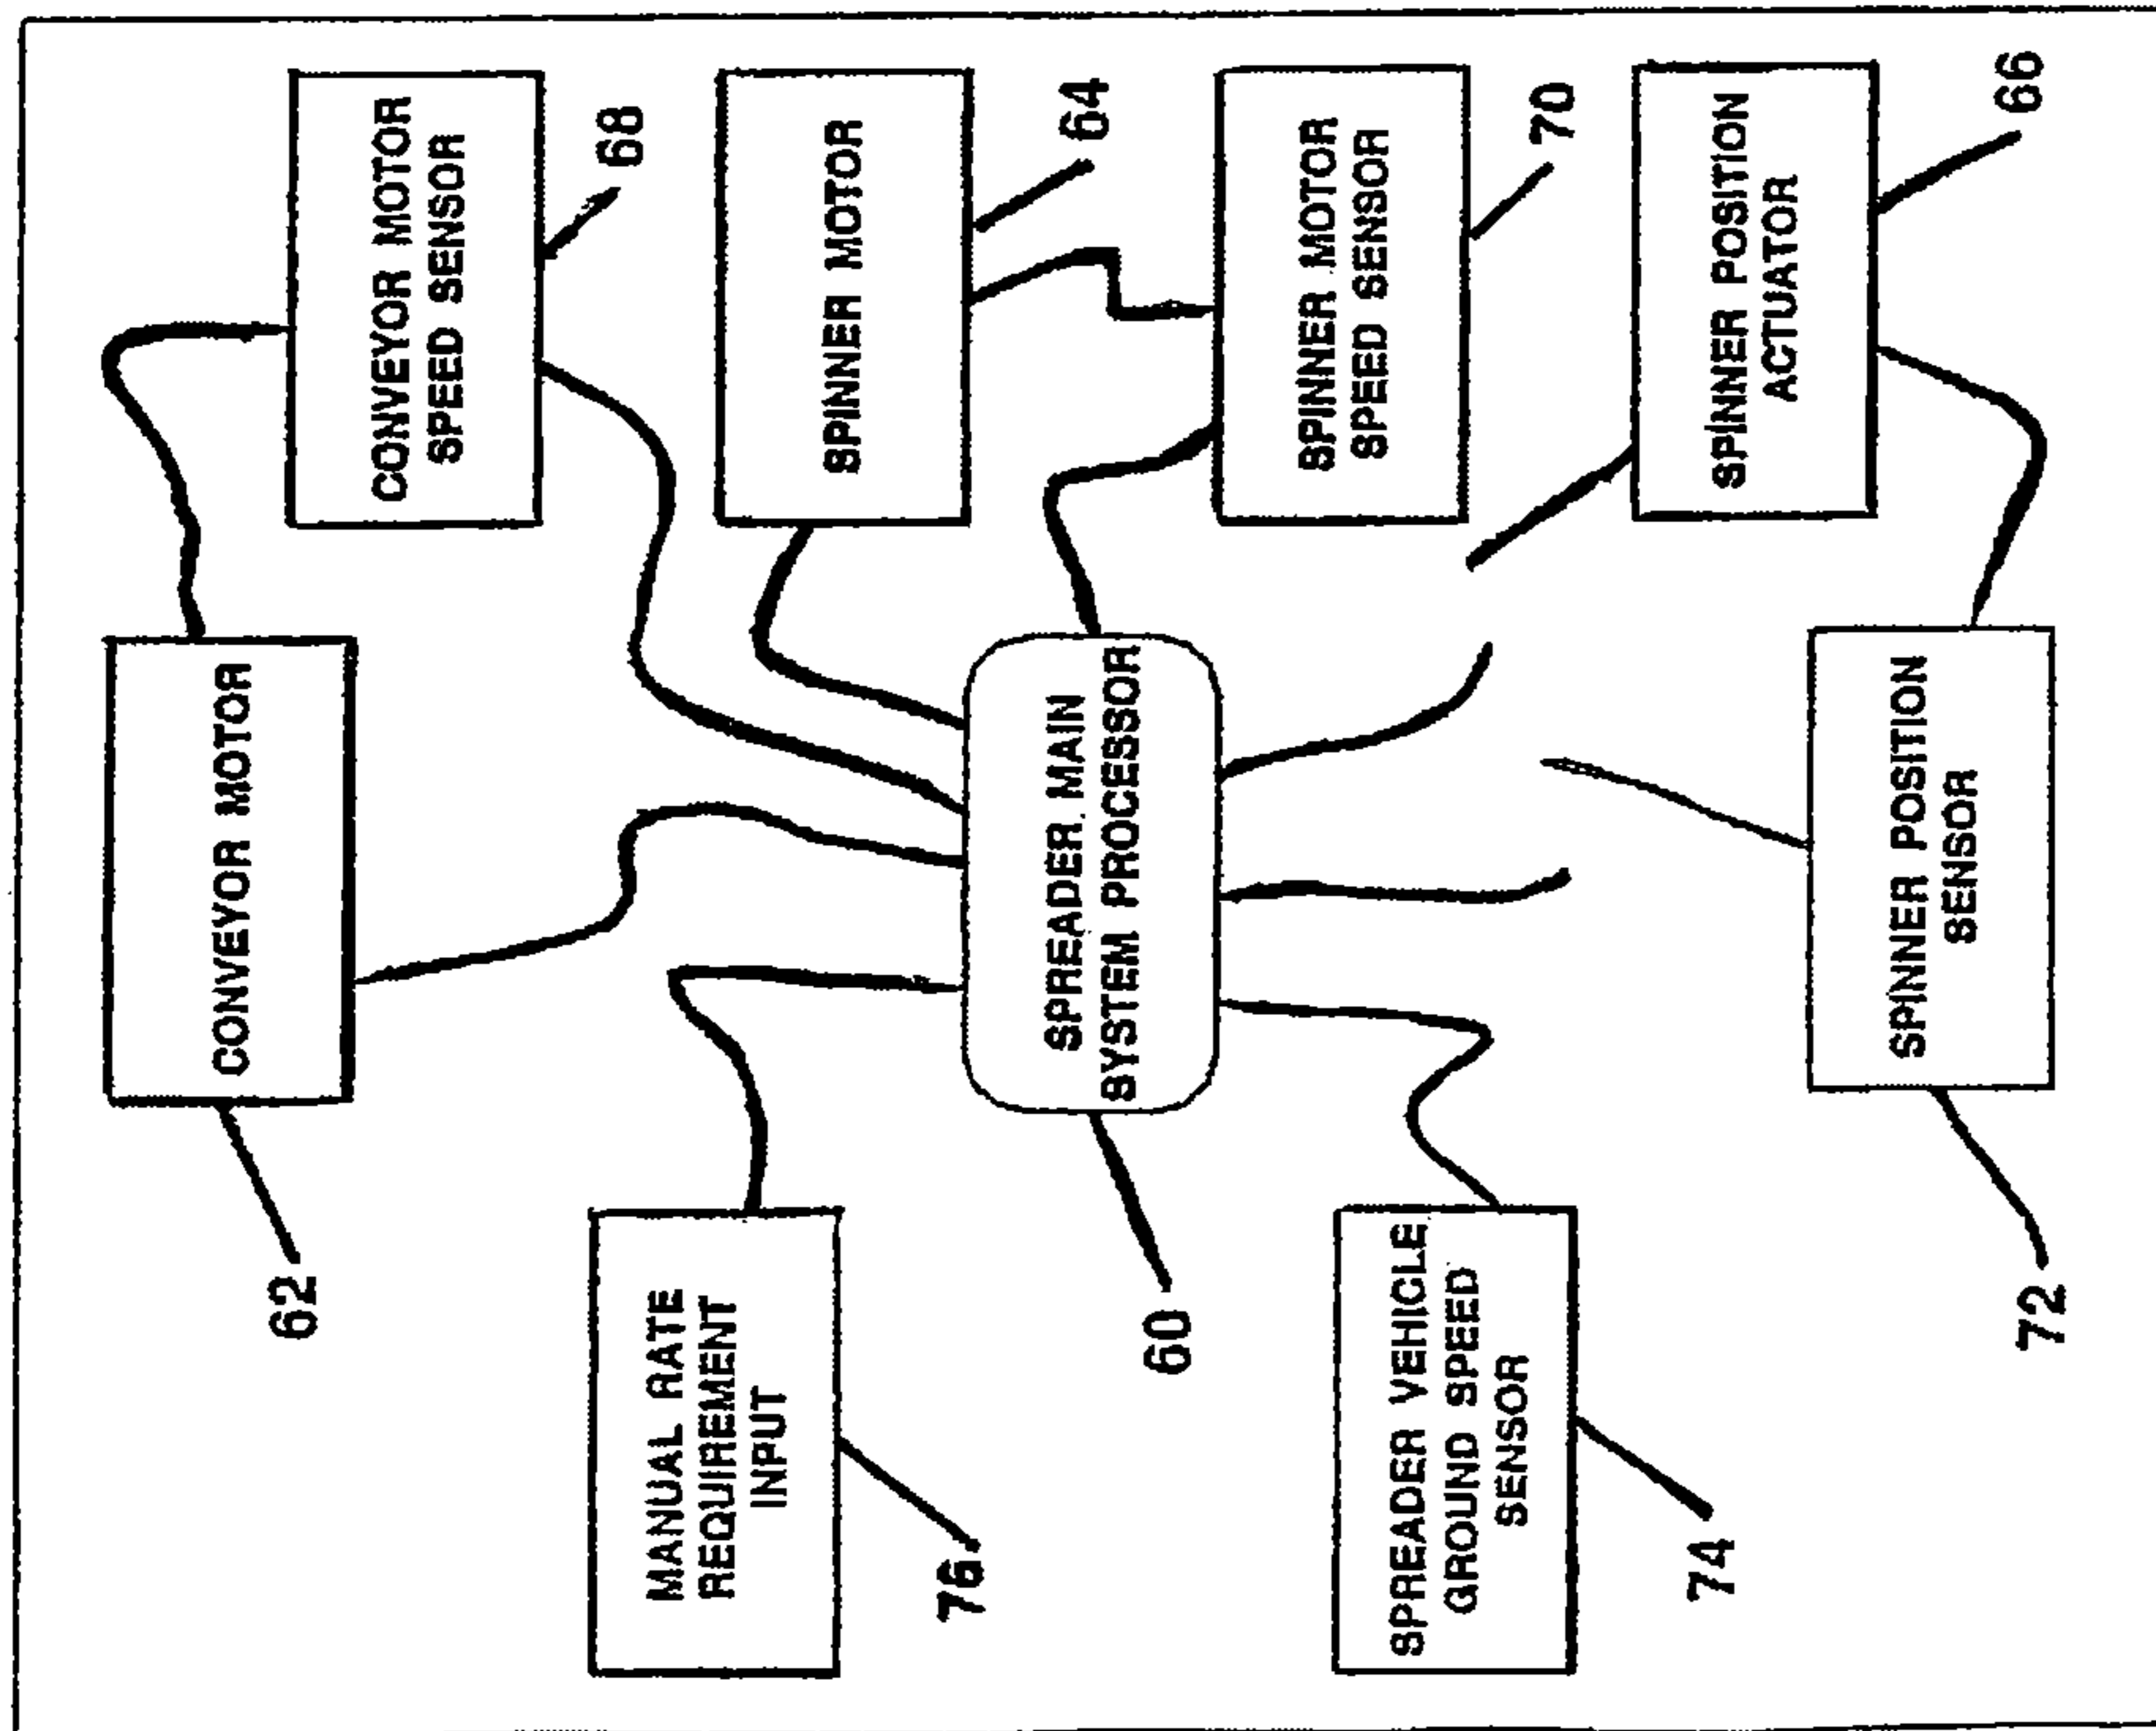 CONVEYOR MOTOR
62
CONVEYOR MOTOR
SPEED SENSOR
68
MANUAL RATE
REQUIREMENT
INPUT
76
SPINNER MOTOR
64
SPREADER MAIN
SYSTEM PROCESSOR
60
SPINNER MOTOR
SPEED SENSOR
70
SPREADER VEHICLE
GROUND SPEED
SENSOR
74
SPINNER POSITION
ACTUATOR
66
SPINNER POSITION
SENSOR
72